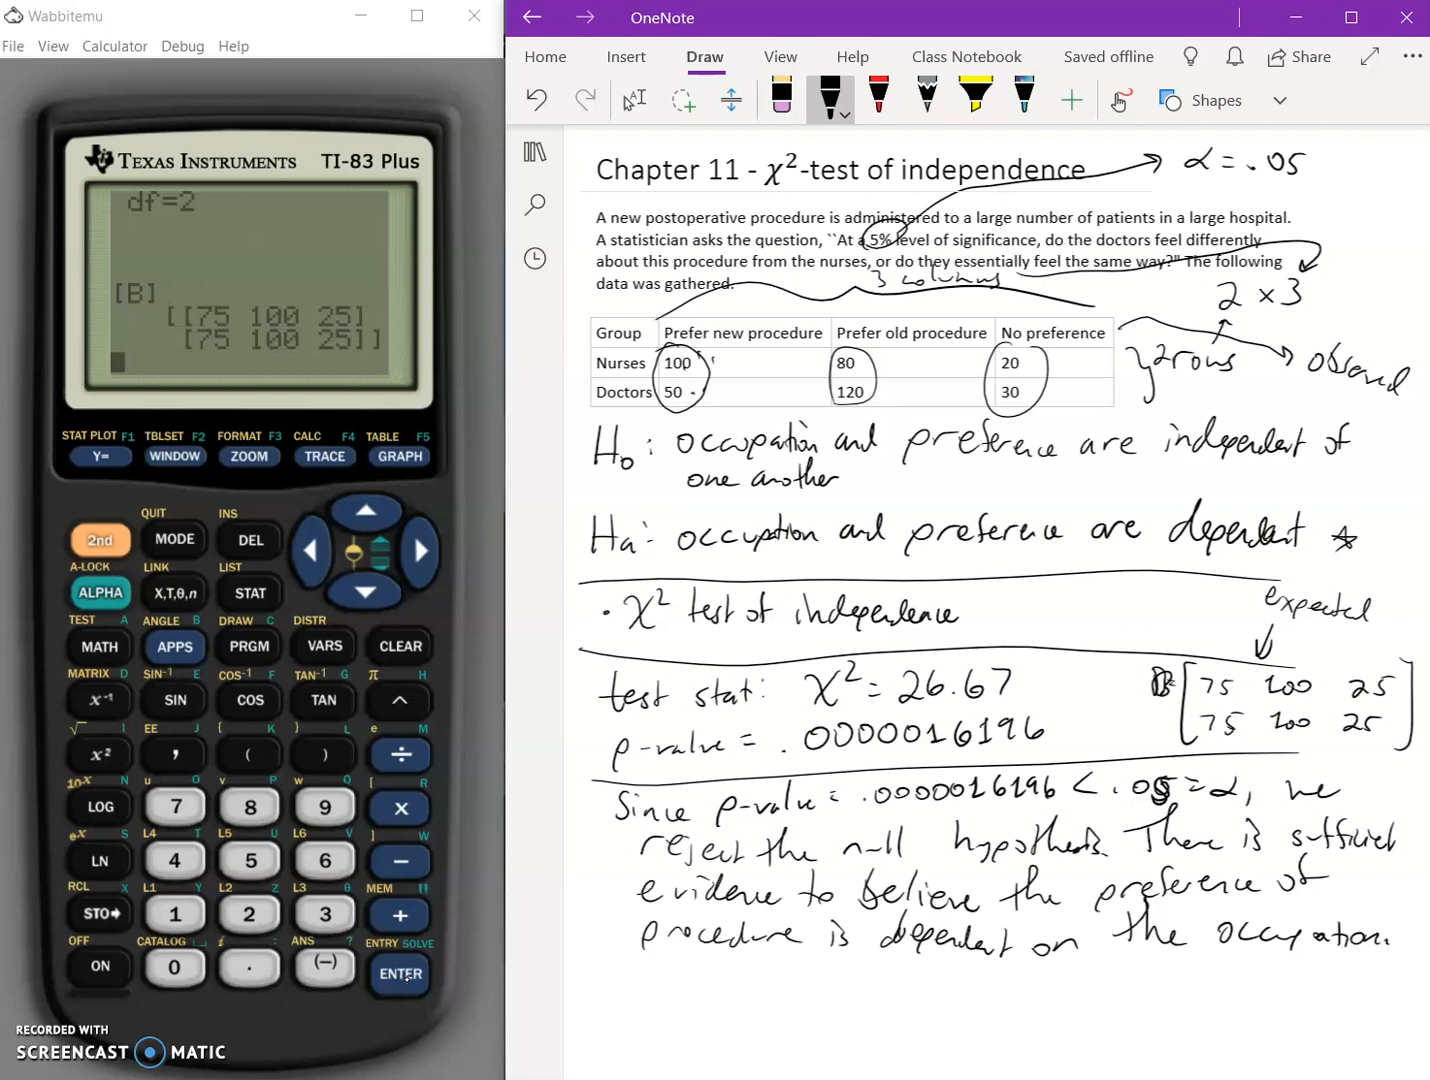 Wabbitemu
File View Calculator Debug Help
TEXAS INSTRUMENTS TI-83 Plus
df=2
[B]
[[75 100 25]
[75 100 25]]
STAT PLOT F1 TBLSET F2 FORMAT F3 CALC F4 TABLE F5
Y= WINDOW ZOOM TRACE GRAPH
QUIT INS
2nd MODE DEL
A-LOCK LINK LIST
ALPHA X,T,θ,n STAT
TEST A ANGLE B DRAW C DISTR
MATH APPS PRGM VARS CLEAR
MATRIX D SIN⁻¹ E COS⁻¹ F TAN⁻¹ G π H
x⁻¹ SIN COS TAN ^
√ I EE J { K } L e M
x² , ( ) ÷
10ˣ N u O v P w Q [ R
LOG 7 8 9 ×
eˣ S L4 T L5 U L6 V ] W
LN 4 5 6 −
RCL X L1 Y L2 Z L3 θ MEM "
STO➔ 1 2 3 +
OFF CATALOG ⎵ i : ANS ? ENTRY SOLVE
ON 0 . (−) ENTER
RECORDED WITH
SCREENCAST MATIC
OneNote
Home Insert Draw View Help Class Notebook Saved offline Share
Shapes
Chapter 11 - χ²-test of independence
α = .05
A new postoperative procedure is administered to a large number of patients in a large hospital.
A statistician asks the question, ``At a 5% level of significance, do the doctors feel differently
about this procedure from the nurses, or do they essentially feel the same way?" The following
data was gathered.
3 columns
2 × 3
Group Prefer new procedure Prefer old procedure No preference
Nurses 100 80 20
Doctors 50 120 30
2 rows
observed
H₀: occupation and preference are independent of
one another
Ha: occupation and preference are dependent
• χ² test of independence
expected
test stat: χ² = 26.67
p-value = .0000016196
B= [75 100 25
75 100 25]
Since p-value = .0000016196 < .05 = α, we
reject the null hypothesis. There is sufficient
evidence to believe the preference of
procedure is dependent on the occupation.